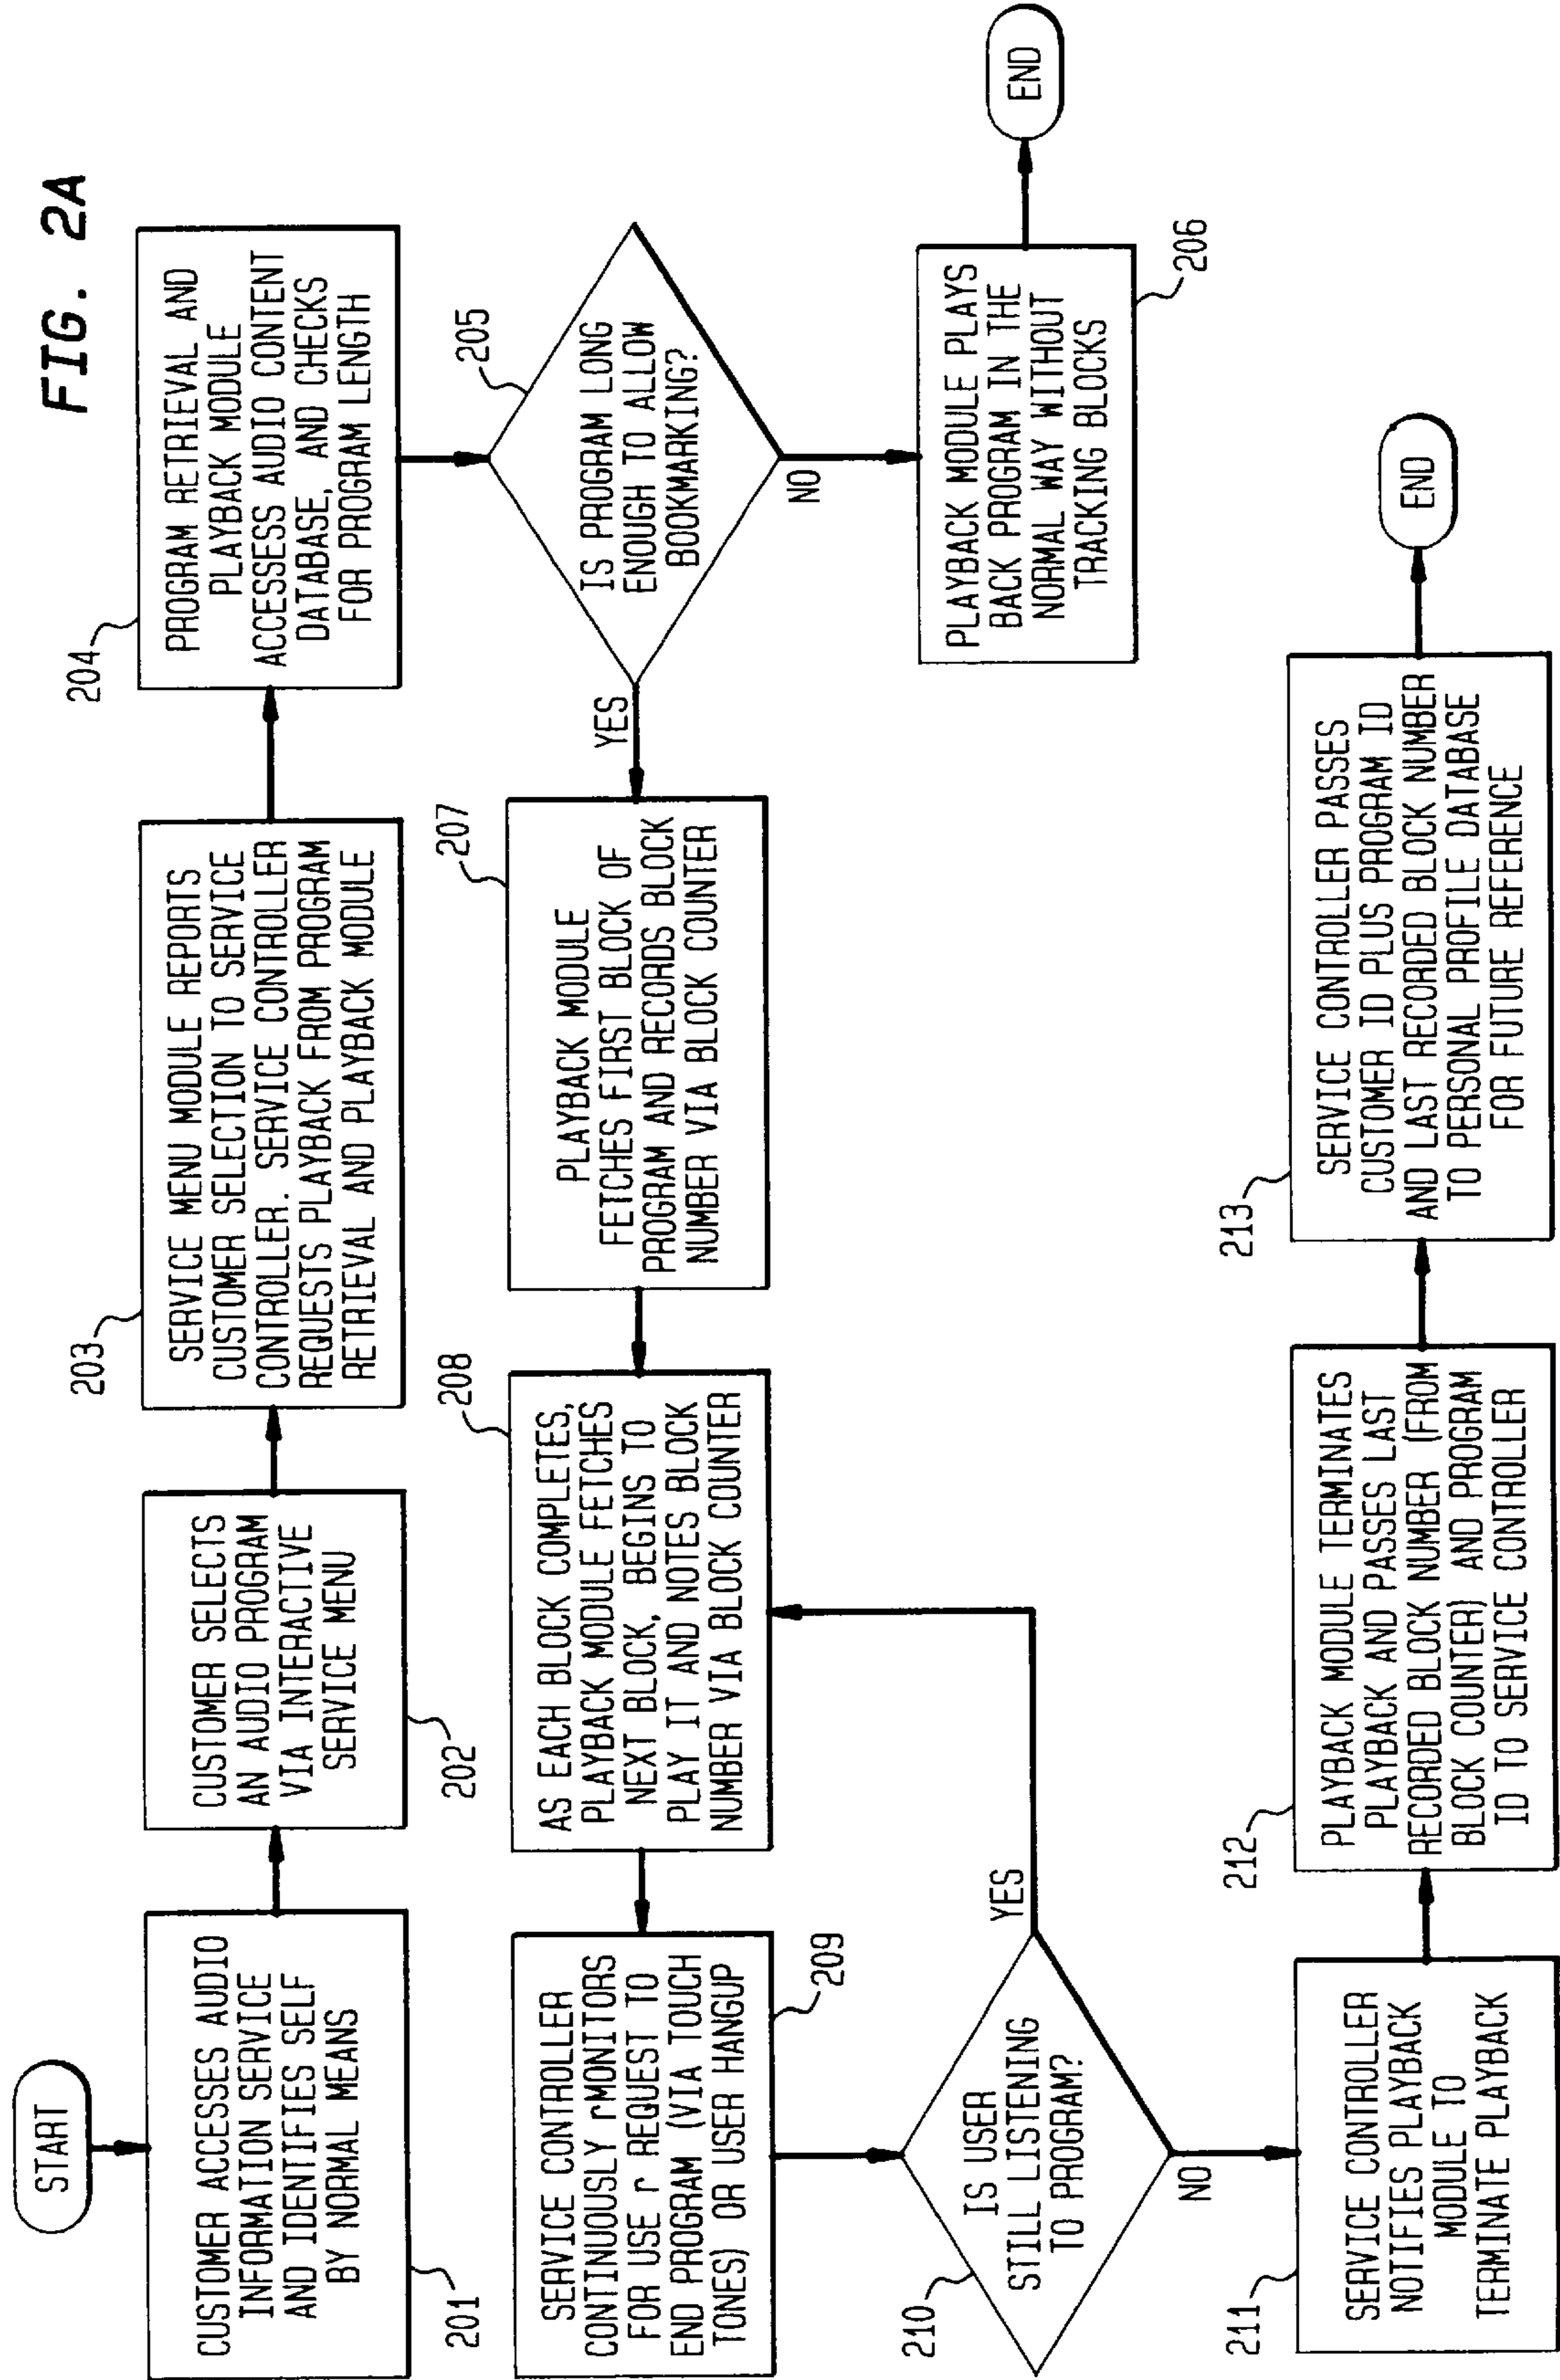 FIG. 2A
START
CUSTOMER ACCESSES AUDIO
INFORMATION SERVICE
AND IDENTIFIES SELF
BY NORMAL MEANS
201
CUSTOMER SELECTS
AN AUDIO PROGRAM
VIA INTERACTIVE
SERVICE MENU
202
203
SERVICE MENU MODULE REPORTS
CUSTOMER SELECTION TO SERVICE
CONTROLLER. SERVICE CONTROLLER
REQUESTS PLAYBACK FROM PROGRAM
RETRIEVAL AND PLAYBACK MODULE
204
PROGRAM RETRIEVAL AND
PLAYBACK MODULE
ACCESSES AUDIO CONTENT
DATABASE, AND CHECKS
FOR PROGRAM LENGTH
205
IS PROGRAM LONG
ENOUGH TO ALLOW
BOOKMARKING?
NO
YES
PLAYBACK MODULE PLAYS
BACK PROGRAM IN THE
NORMAL WAY WITHOUT
TRACKING BLOCKS
206
END
207
PLAYBACK MODULE
FETCHES FIRST BLOCK OF
PROGRAM AND RECORDS BLOCK
NUMBER VIA BLOCK COUNTER
208
AS EACH BLOCK COMPLETES,
PLAYBACK MODULE FETCHES
NEXT BLOCK, BEGINS TO
PLAY IT AND NOTES BLOCK
NUMBER VIA BLOCK COUNTER
SERVICE CONTROLLER
CONTINUOUSLY rMONITORS
FOR USE r REQUEST TO
END PROGRAM (VIA TOUCH
TONES) OR USER HANGUP
209
210
IS USER
STILL LISTENING
TO PROGRAM?
YES
NO
211
SERVICE CONTROLLER
NOTIFIES PLAYBACK
MODULE TO
TERMINATE PLAYBACK
212
PLAYBACK MODULE TERMINATES
PLAYBACK AND PASSES LAST
RECORDED BLOCK NUMBER (FROM
BLOCK COUNTER) AND PROGRAM
ID TO SERVICE CONTROLLER
213
SERVICE CONTROLLER PASSES
CUSTOMER ID PLUS PROGRAM ID
AND LAST RECORDED BLOCK NUMBER
TO PERSONAL PROFILE DATABASE
FOR FUTURE REFERENCE
END